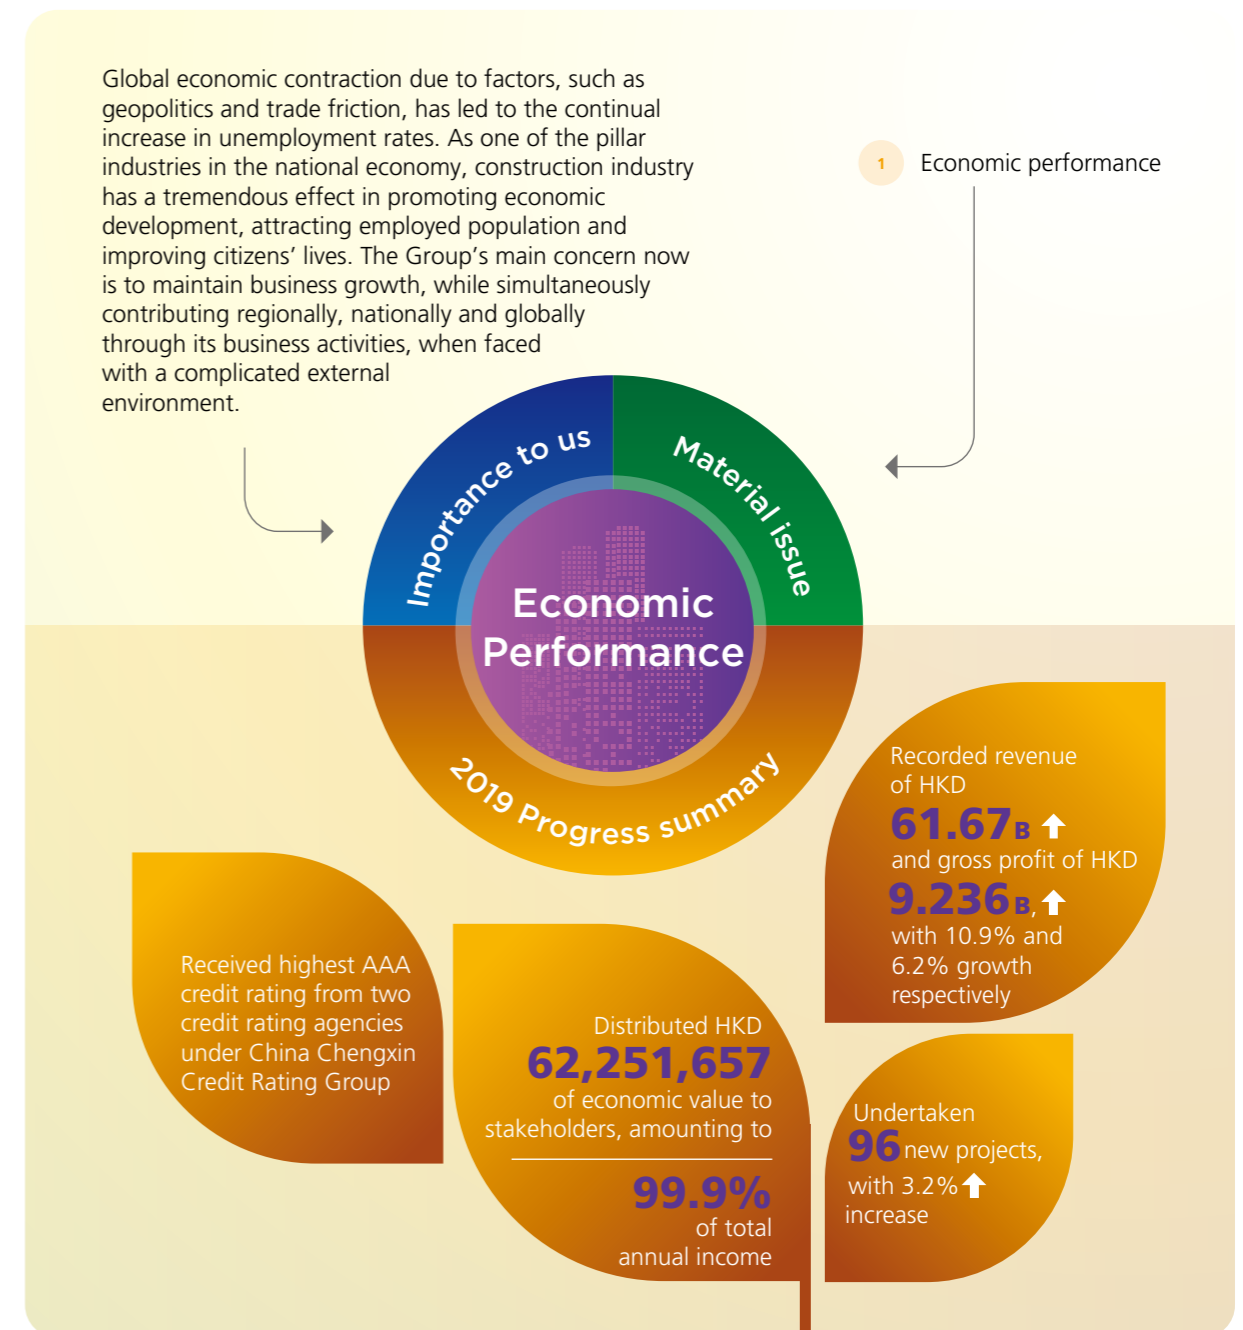 Global economic contraction due to factors, such as
geopolitics and trade friction, has led to the continual
increase in unemployment rates. As one of the pillar
industries in the national economy, construction industry
has a tremendous effect in promoting economic
development, attracting employed population and
improving citizens’ lives. The Group’s main concern now
is to maintain business growth, while simultaneously
contributing regionally, nationally and globally
through its business activities, when faced
with a complicated external
environment.
1 Economic performance
Importance to us
Material issue
Economic
Performance
2019 Progress summary
Recorded revenue
of HKD
61.67B
and gross profit of HKD
9.236B,
with 10.9% and
6.2% growth
respectively
Received highest AAA
credit rating from two
credit rating agencies
under China Chengxin
Credit Rating Group
Distributed HKD
62,251,657
of economic value to
stakeholders, amounting to
99.9%
of total
annual income
Undertaken
96 new projects,
with 3.2%
increase